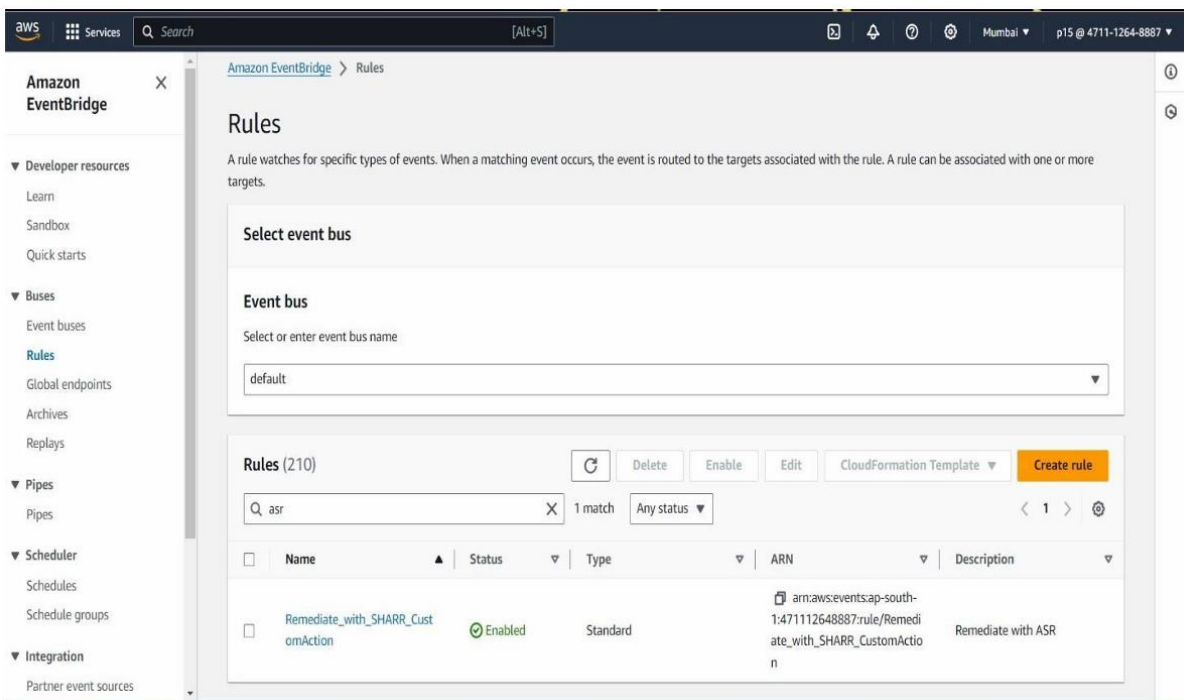 aws
Services
Search
[Alt+S]
Mumbai
p15 @ 4711-1264-8887
Amazon EventBridge > Rules
Amazon
EventBridge
Developer resources
Learn
Sandbox
Quick starts
Buses
Event buses
Rules
Global endpoints
Archives
Replays
Pipes
Pipes
Scheduler
Schedules
Schedule groups
Integration
Partner event sources
Rules
A rule watches for specific types of events. When a matching event occurs, the event is routed to the targets associated with the rule. A rule can be associated with one or more
targets.
Select event bus
Event bus
Select or enter event bus name
default
Rules (210)
Delete
Enable
Edit
CloudFormation Template
Create rule
asr
1 match
Any status
1
Name
Status
Type
ARN
Description
Remediate_with_SHARR_Cust
omAction
Enabled
Standard
arn:aws:events:ap-south-
1:471112648887:rule/Remedi
ate_with_SHARR_CustomActio
n
Remediate with ASR